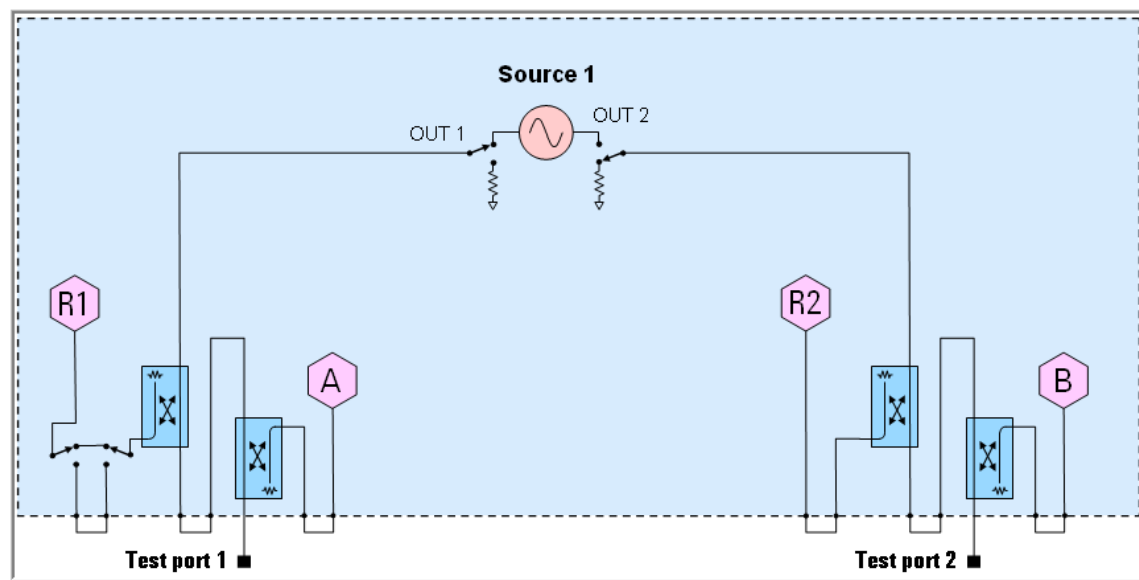 Source 1
OUT 1
OUT 2
R1
R2
A
B
Test port 1
Test port 2